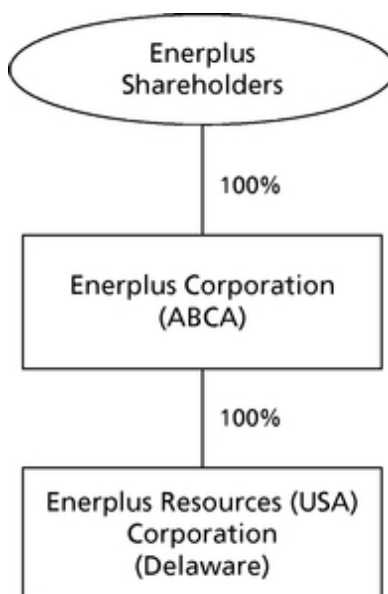 Enerplus
Shareholders
100%
Enerplus Corporation
(ABCA)
100%
Enerplus Resources (USA)
Corporation
(Delaware)